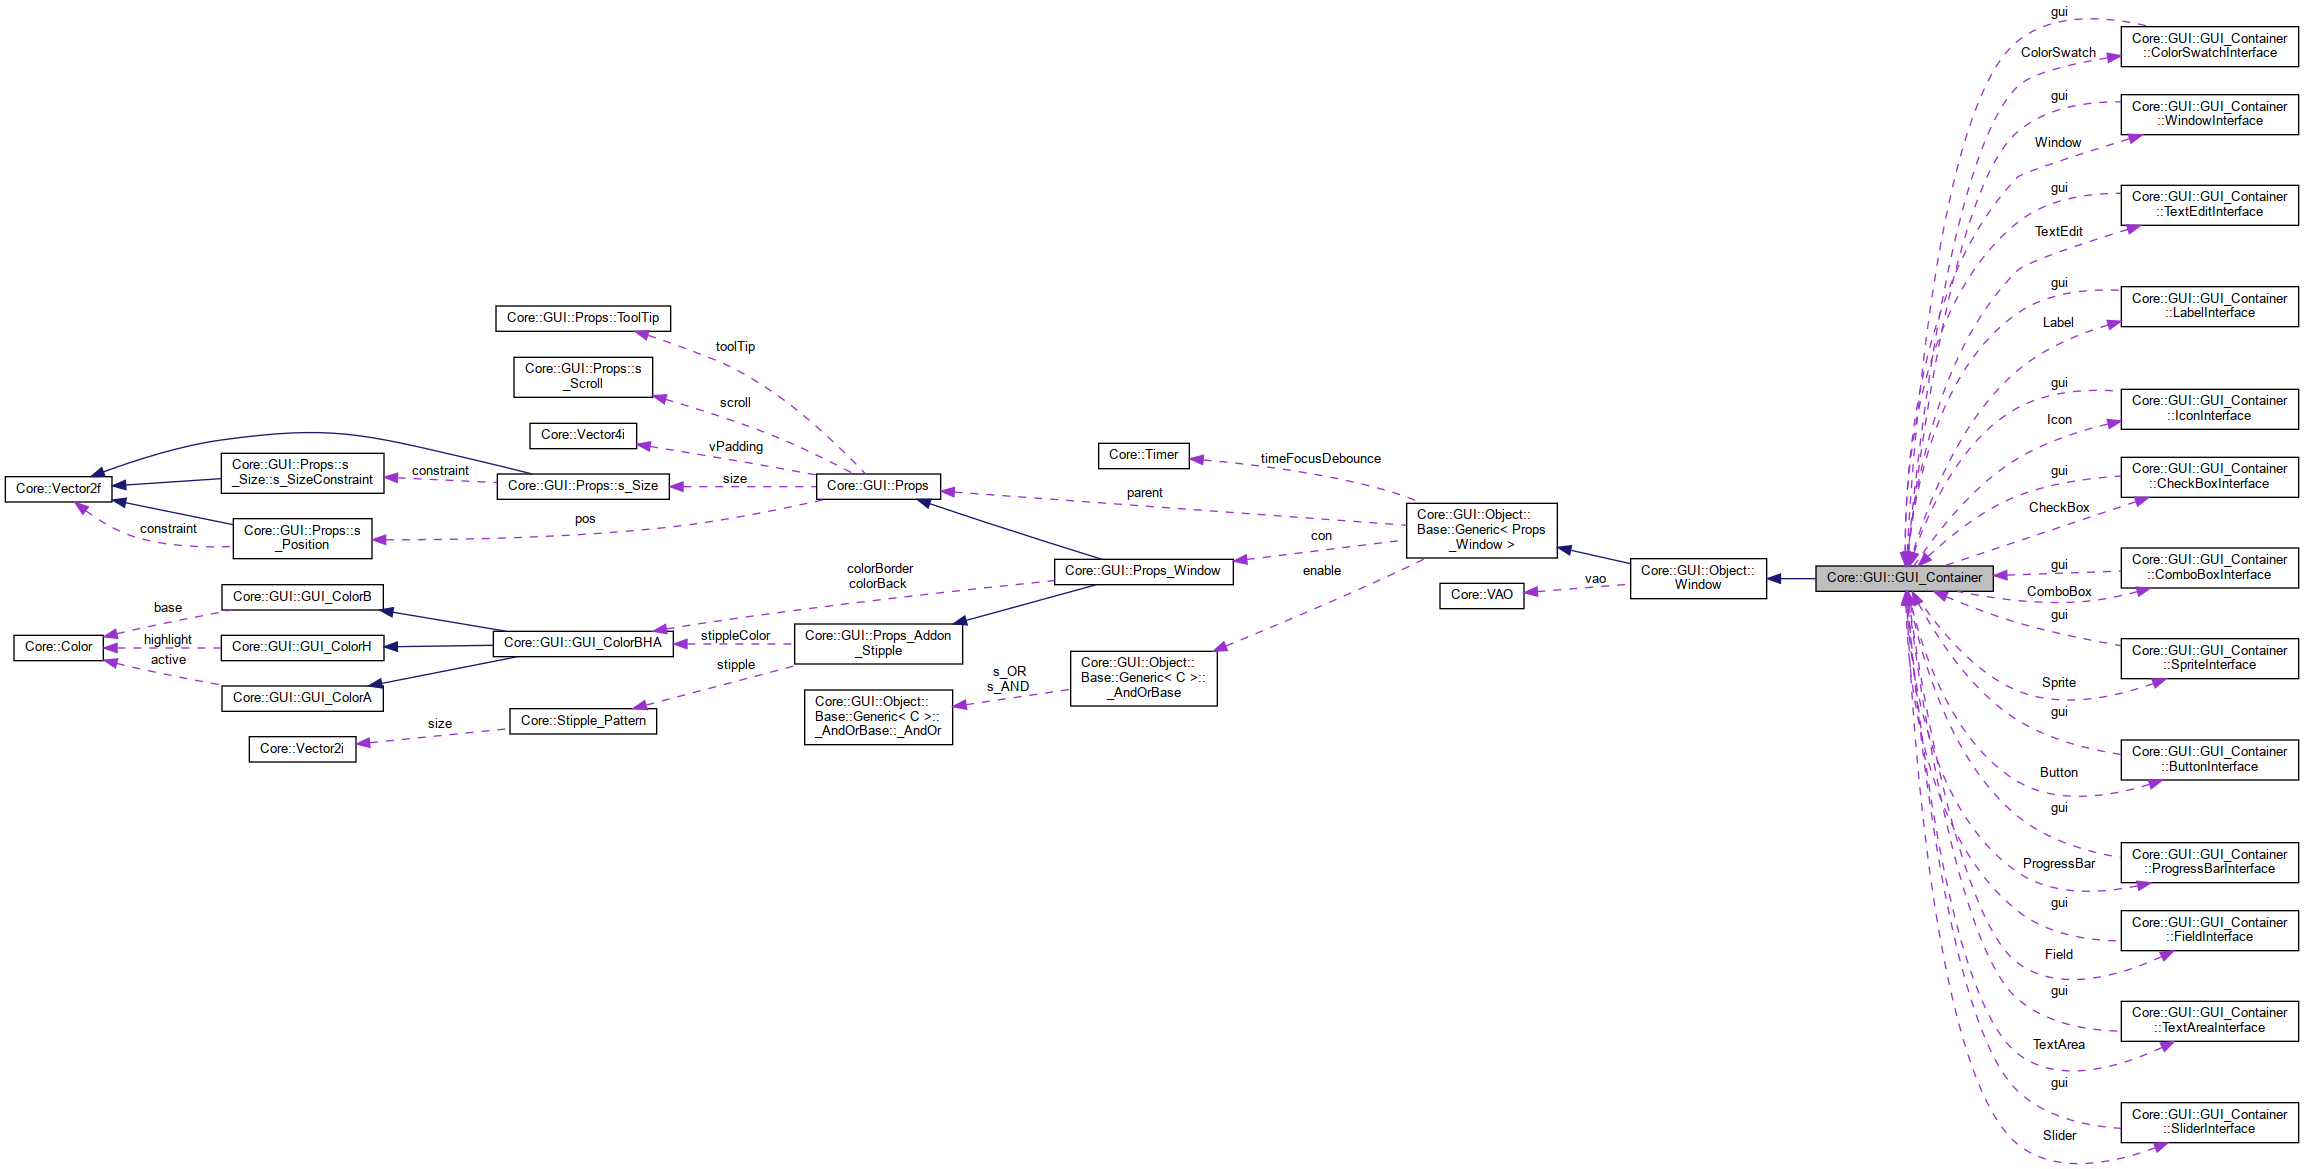 Core::Vector2f
Core::Color
Core::GUI::Props::s
_Size::s_SizeConstraint
constraint
Core::GUI::Props::s
_Position
constraint
Core::GUI::GUI_ColorB
base
Core::GUI::GUI_ColorH
highlight
active
Core::GUI::GUI_ColorA
Core::Vector2i
size
Core::GUI::Props::ToolTip
Core::GUI::Props::s
_Scroll
Core::Vector4i
Core::GUI::Props::s_Size
pos
Core::GUI::GUI_ColorBHA
Core::Stipple_Pattern
toolTip
scroll
vPadding
size
stippleColor
stipple
Core::GUI::Props
Core::GUI::Props_Addon
_Stipple
Core::GUI::Object::
Base::Generic< C >::
_AndOrBase::_AndOr
colorBorder
colorBack
s_OR
s_AND
Core::Timer
Core::GUI::Props_Window
Core::GUI::Object::
Base::Generic< C >::
_AndOrBase
parent
timeFocusDebounce
con
enable
Core::GUI::Object::
Base::Generic< Props
_Window >
Core::VAO
vao
Core::GUI::Object::
Window
Core::GUI::GUI_Container
gui
ColorSwatch
Core::GUI::GUI_Container
::ColorSwatchInterface
gui
Window
Core::GUI::GUI_Container
::WindowInterface
gui
TextEdit
Core::GUI::GUI_Container
::TextEditInterface
gui
Label
Core::GUI::GUI_Container
::LabelInterface
gui
Icon
Core::GUI::GUI_Container
::IconInterface
gui
CheckBox
Core::GUI::GUI_Container
::CheckBoxInterface
gui
ComboBox
Core::GUI::GUI_Container
::ComboBoxInterface
gui
Sprite
Core::GUI::GUI_Container
::SpriteInterface
gui
Button
Core::GUI::GUI_Container
::ButtonInterface
gui
ProgressBar
Core::GUI::GUI_Container
::ProgressBarInterface
gui
Field
Core::GUI::GUI_Container
::FieldInterface
gui
TextArea
Core::GUI::GUI_Container
::TextAreaInterface
gui
Slider
Core::GUI::GUI_Container
::SliderInterface